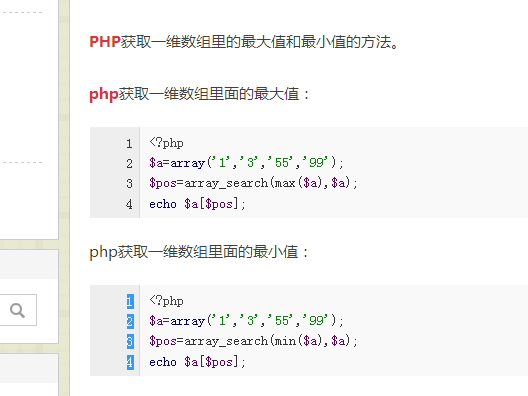 PHP获取一维数组里的最大值和最小值的方法。
php获取一维数组里面的最大值：
1 <?php
2 $a=array('1','3','55','99');
3 $pos=array_search(max($a),$a);
4 echo $a[$pos];
php获取一维数组里面的最小值：
1 <?php
2 $a=array('1','3','55','99');
3 $pos=array_search(min($a),$a);
4 echo $a[$pos];